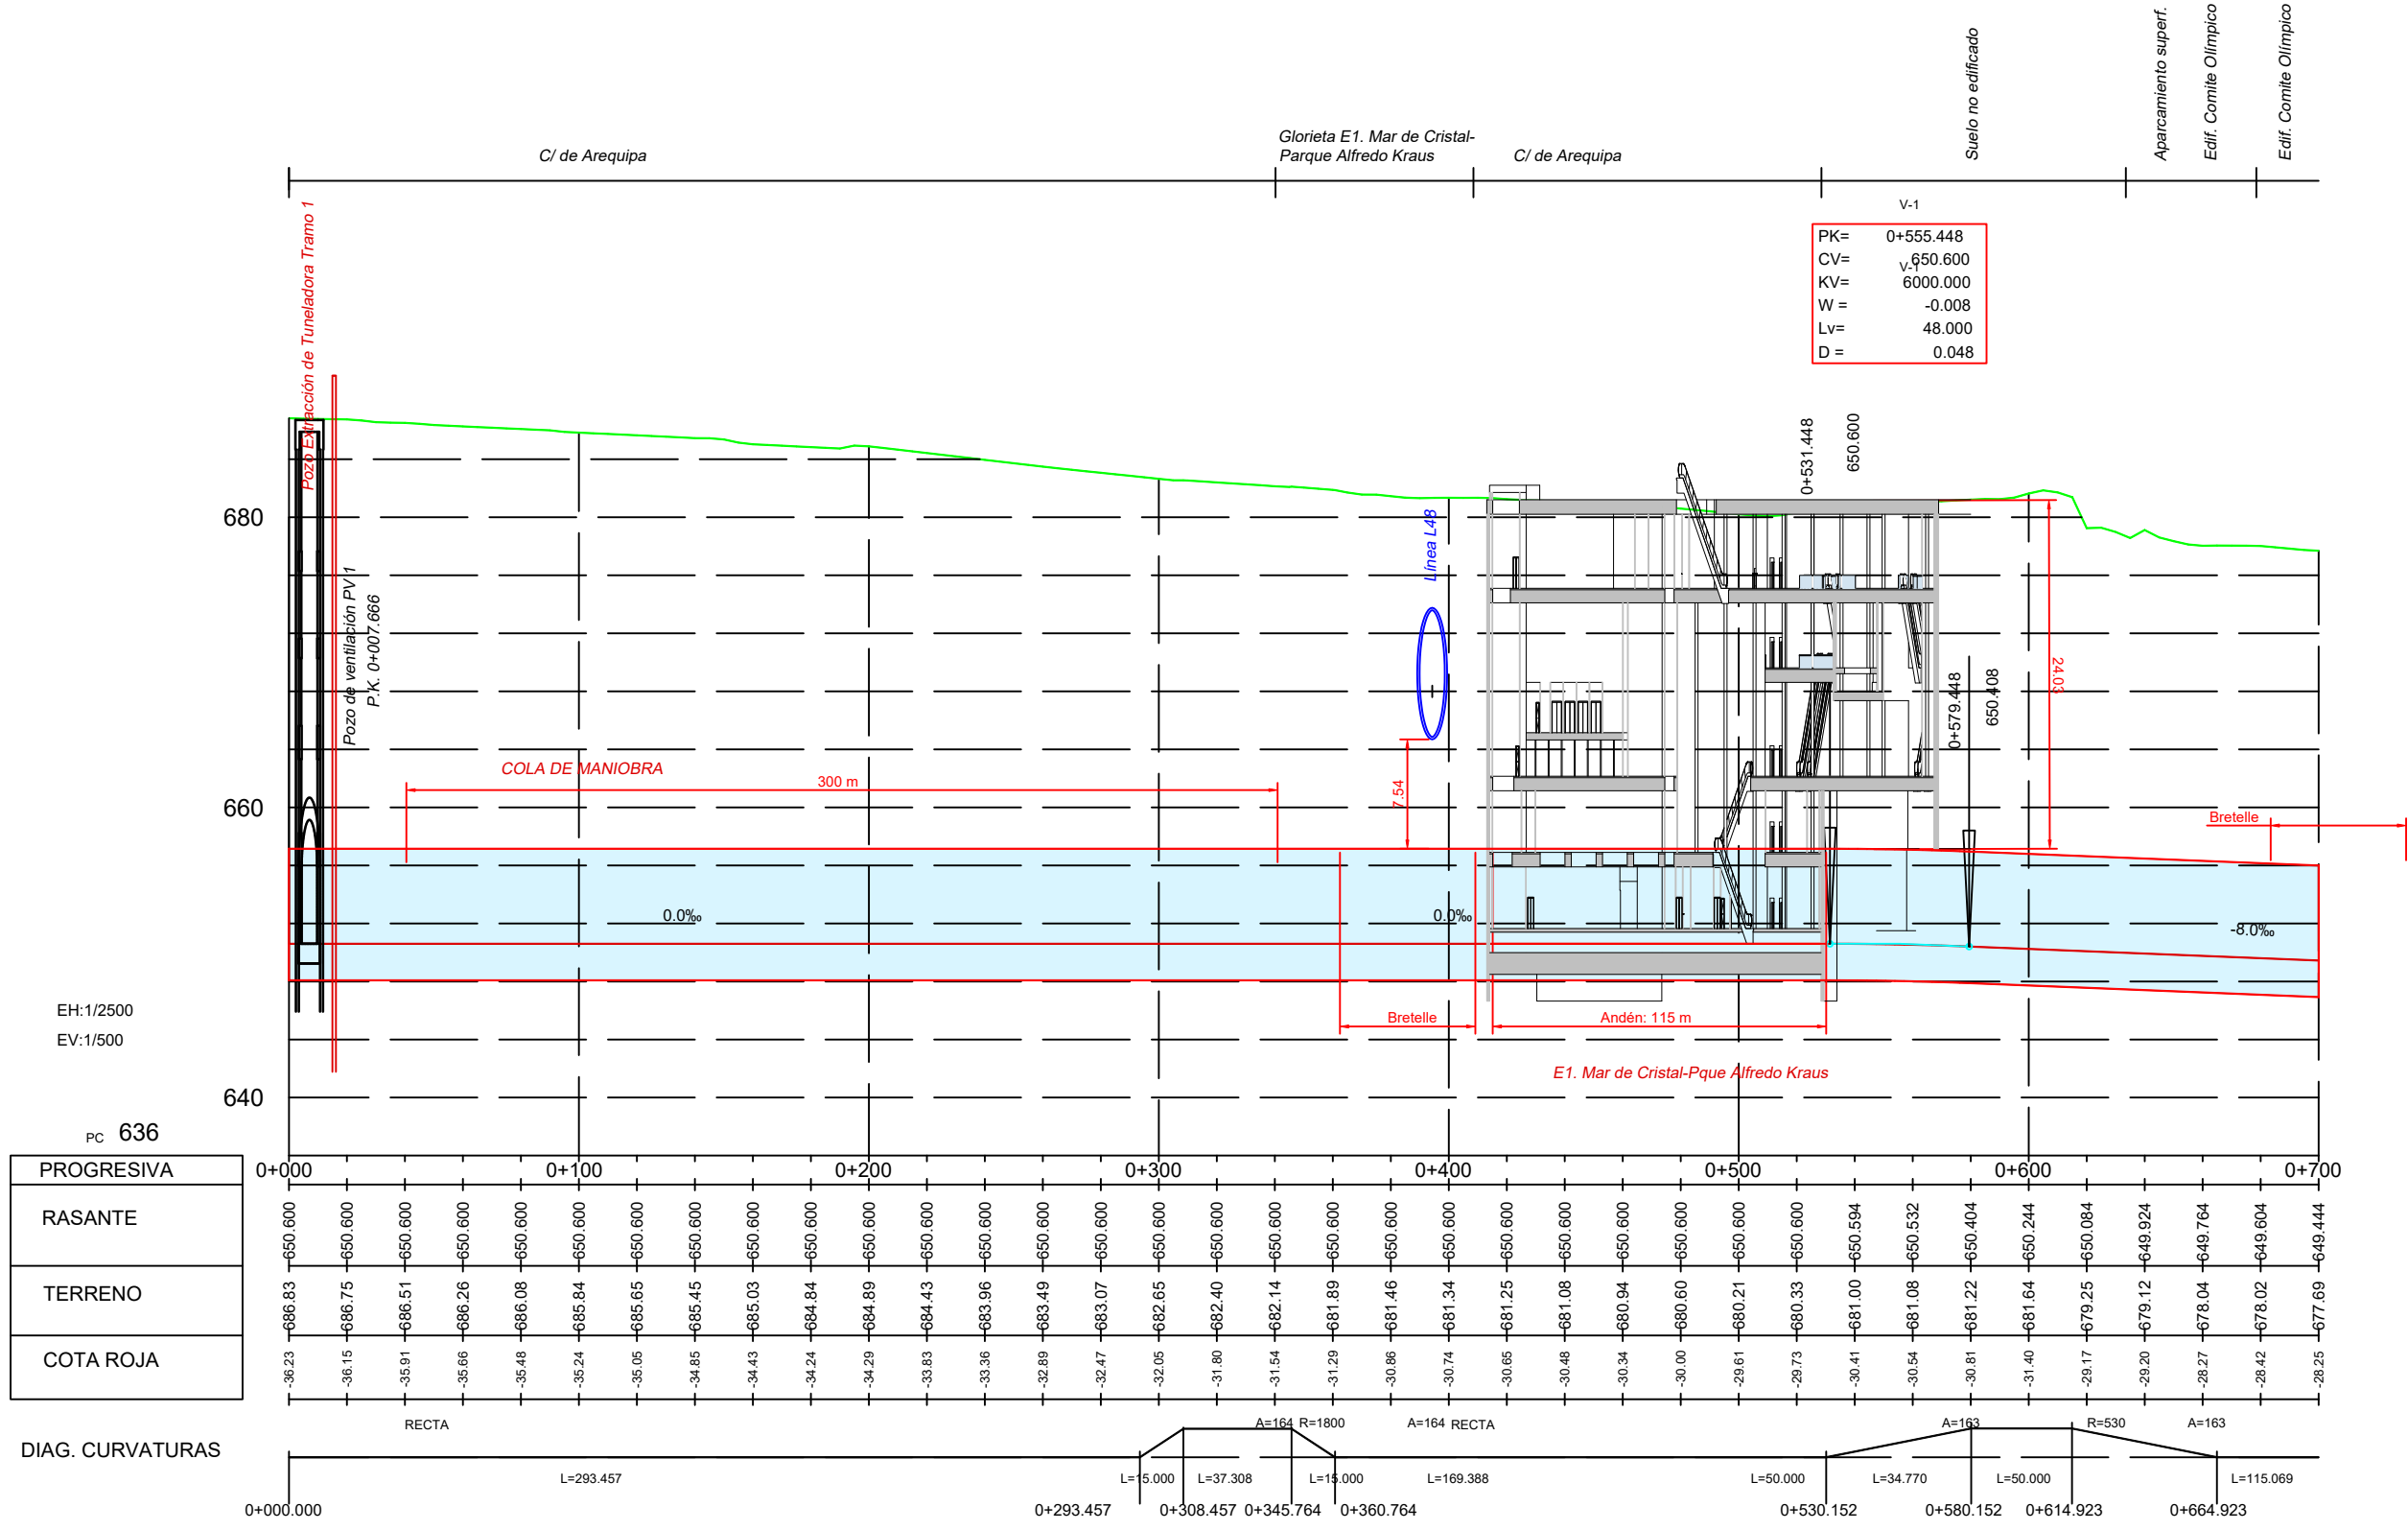 Suelo no edificado
Aparcamiento superf.
Edif. Comite Olímpico
Edif. Comite Olímpico
C/ de Arequipa
Glorieta E1. Mar de Cristal-
Parque Alfredo Kraus
C/ de Arequipa
V-1
PK= 0+555.448
CV= 650.600
V-1
KV= 6000.000
W = -0.008
Lv= 48.000
D = 0.048
Pozo Extracción de Tuneladora Tramo 1
Pozo de ventilación PV 1
P.K. 0+007.666
0+531.448
650.600
Línea L48
24.03
0+579.448
650.408
680
COLA DE MANIOBRA
300 m
7.54
660
Bretelle
0.0‰
0.0‰
-8.0‰
EH:1/2500
EV:1/500
Bretelle
Andén: 115 m
E1. Mar de Cristal-Pque Alfredo Kraus
640
PC 636
PROGRESIVA 0+000 0+100 0+200 0+300 0+400 0+500 0+600 0+700
RASANTE 650.600 650.600 650.600 650.600 650.600 650.600 650.600 650.600 650.600 650.600 650.600 650.600 650.600 650.600 650.600 650.600 650.600 650.600 650.600 650.600 650.600 650.600 650.600 650.600 650.600 650.600 650.600 650.594 650.532 650.404 650.244 650.084 649.924 649.764 649.604 649.444
TERRENO 686.83 686.75 686.51 686.26 686.08 685.84 685.65 685.45 685.03 684.84 684.89 684.43 683.96 683.49 683.07 682.65 682.40 682.14 681.89 681.46 681.34 681.25 681.08 680.94 680.60 680.21 680.33 681.00 681.08 681.22 681.64 679.25 679.12 678.04 678.02 677.69
COTA ROJA -36.23 -36.15 -35.91 -35.66 -35.48 -35.24 -35.05 -34.85 -34.43 -34.24 -34.29 -33.83 -33.36 -32.89 -32.47 -32.05 -31.80 -31.54 -31.29 -30.86 -30.74 -30.65 -30.48 -30.34 -30.00 -29.61 -29.73 -30.41 -30.54 -30.81 -31.40 -29.17 -29.20 -28.27 -28.42 -28.25
RECTA A=164 R=1800 A=164 RECTA A=163 R=530 A=163
DIAG. CURVATURAS
L=293.457 L=15.000 L=37.308 L=15.000 L=169.388 L=50.000 L=34.770 L=50.000 L=115.069
0+000.000 0+293.457 0+308.457 0+345.764 0+360.764 0+530.152 0+580.152 0+614.923 0+664.923